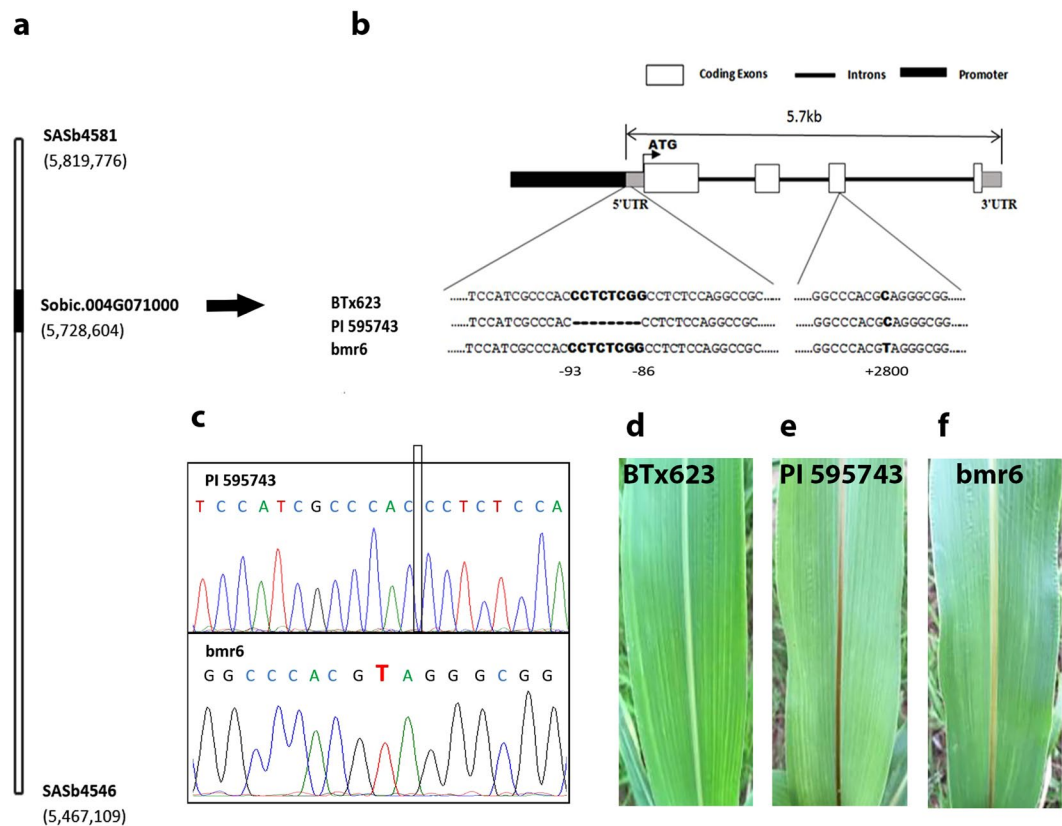 a
SASb4581
(5,819,776)
Sobic.004G071000
(5,728,604)
SASb4546
(5,467,109)
b
Coding Exons
Introns
Promoter
5.7kb
ATG
5'UTR
3'UTR
BTx623
......TCCATCGCCCACCCTCTCGGCCTCTCCAGGCCGC......
......GGCCCACGCAGGGCGG......
PI 595743
......TCCATCGCCCAC--------CCTCTCCAGGCCGC......
......GGCCCACGCAGGGCGG......
bmr6
......TCCATCGCCCACCCTCTCGGCCTCTCCAGGCCGC......
......GGCCCACGTAGGGCGG......
-93
-86
+2800
c
PI 595743
T C C A T C G C C C A C C C T C T C C A
bmr6
G G C C C A C G T A G G G C G G
d
BTx623
e
PI 595743
f
bmr6